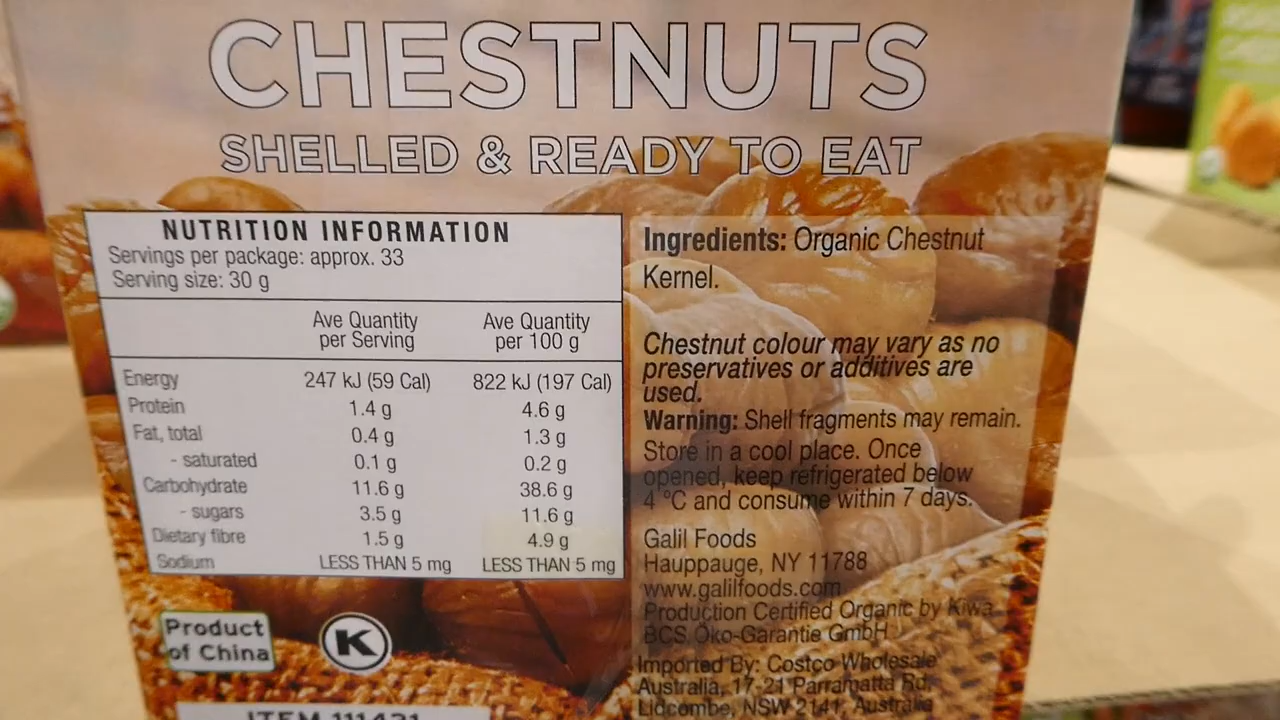 CHESTNUTS
SHELLED & READY TO EAT
NUTRITION INFORMATION
Servings per package: approx. 33
Serving size: 30 g
Ave Quantity per Serving
Ave Quantity per 100 g
Energy 247 kJ (59 Cal) 822 kJ (197 Cal)
Protein 1.4 g 4.6 g
Fat, total 0.4 g 1.3 g
- saturated 0.1 g 0.2 g
Carbohydrate 11.6 g 38.6 g
- sugars 3.5 g 11.6 g
Dietary fibre 1.5 g 4.9 g
Sodium LESS THAN 5 mg LESS THAN 5 mg
Product
of China
K
ITEM 111421
Ingredients: Organic Chestnut
Kernel.
Chestnut colour may vary as no
preservatives or additives are
used.
Warning: Shell fragments may remain.
Store in a cool place. Once
opened, keep refrigerated below
4 °C and consume within 7 days.
Galil Foods
Hauppauge, NY 11788
www.galilfoods.com
Production Certified Organic by Kiwa
BCS Öko-Garantie GmbH
Imported By: Costco Wholesale
Australia, 17-21 Parramatta Rd,
Lidcombe, NSW 2141, Australia